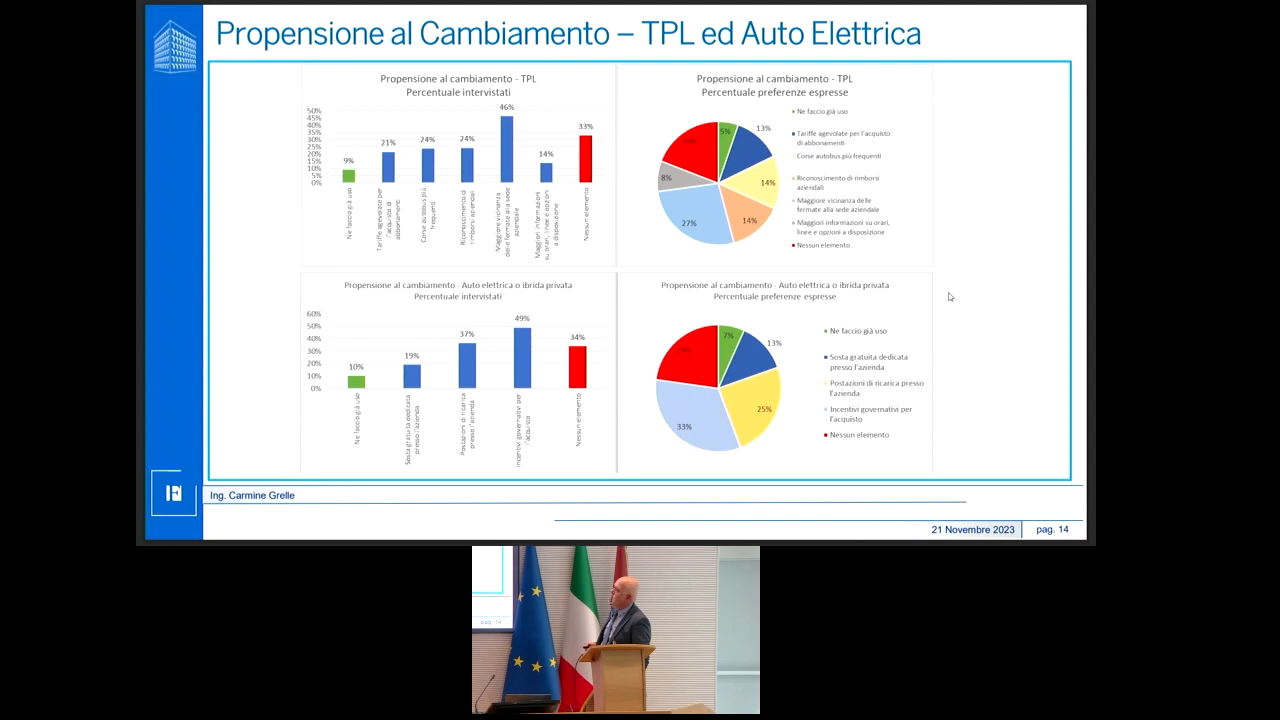 Propensione al Cambiamento – TPL ed Auto Elettrica
Propensione al cambiamento - TPL
Percentuale intervistati
50%
45%
40%
35%
30%
25%
20%
15%
10%
5%
0%
9%
21%
24%
24%
46%
14%
33%
Ne faccio già uso
Tariffe agevolate per
l'acquisto di
abbonamenti
Corse autobus più
frequenti
Riconoscimento di
rimborsi aziendali
Maggiore vicinanza
delle fermate alla sede
aziendale
Maggiori informazioni
su orari, linee e opzioni
a disposizione
Nessun elemento
Propensione al cambiamento - TPL
Percentuale preferenze espresse
5%
13%
14%
14%
27%
8%
Ne faccio già uso
Tariffe agevolate per l'acquisto
di abbonamenti
Corse autobus più frequenti
Riconoscimento di rimborsi
aziendali
Maggiore vicinanza delle
fermate alla sede aziendale
Maggiori informazioni su orari,
linee e opzioni a disposizione
Nessun elemento
Propensione al cambiamento - Auto elettrica o ibrida privata
Percentuale intervistati
60%
50%
40%
30%
20%
10%
0%
10%
19%
37%
49%
34%
Ne faccio già uso
Sosta gratuita dedicata
presso l'azienda
Postazioni di ricarica
presso l'azienda
Incentivi governativi per
l'acquisto
Nessun elemento
Propensione al cambiamento - Auto elettrica o ibrida privata
Percentuale preferenze espresse
7%
13%
25%
33%
Ne faccio già uso
Sosta gratuita dedicata
presso l'azienda
Postazioni di ricarica presso
l'azienda
Incentivi governativi per
l'acquisto
Nessun elemento
Ing. Carmine Grelle
21 Novembre 2023
pag. 14
pag. 14